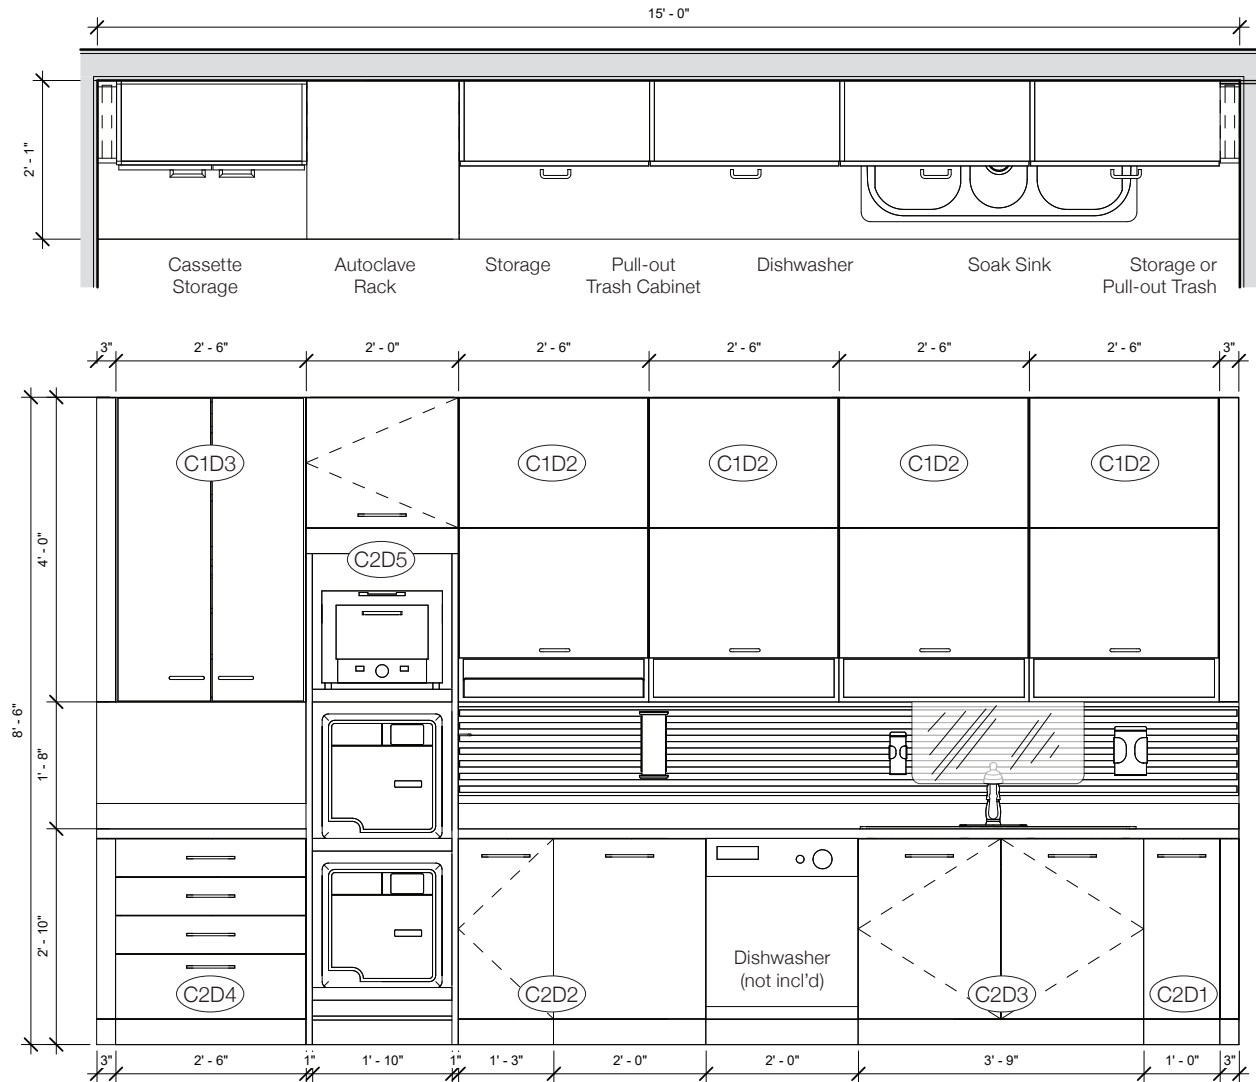 15' - 0"
2' - 1"
Cassette
Storage
Autoclave
Rack
Storage
Pull-out
Trash Cabinet
Dishwasher
Soak Sink
Storage or
Pull-out Trash
3"
2' - 6"
2' - 0"
2' - 6"
2' - 6"
2' - 6"
2' - 6"
3"
C1D3
C1D2
C1D2
C1D2
C1D2
C2D5
4' - 0"
8' - 6"
1' - 8"
2' - 10"
Dishwasher
(not incl'd)
C2D4
C2D2
C2D3
C2D1
3"
2' - 6"
1"
1' - 10"
1"
1' - 3"
2' - 0"
2' - 0"
3' - 9"
1' - 0"
3"